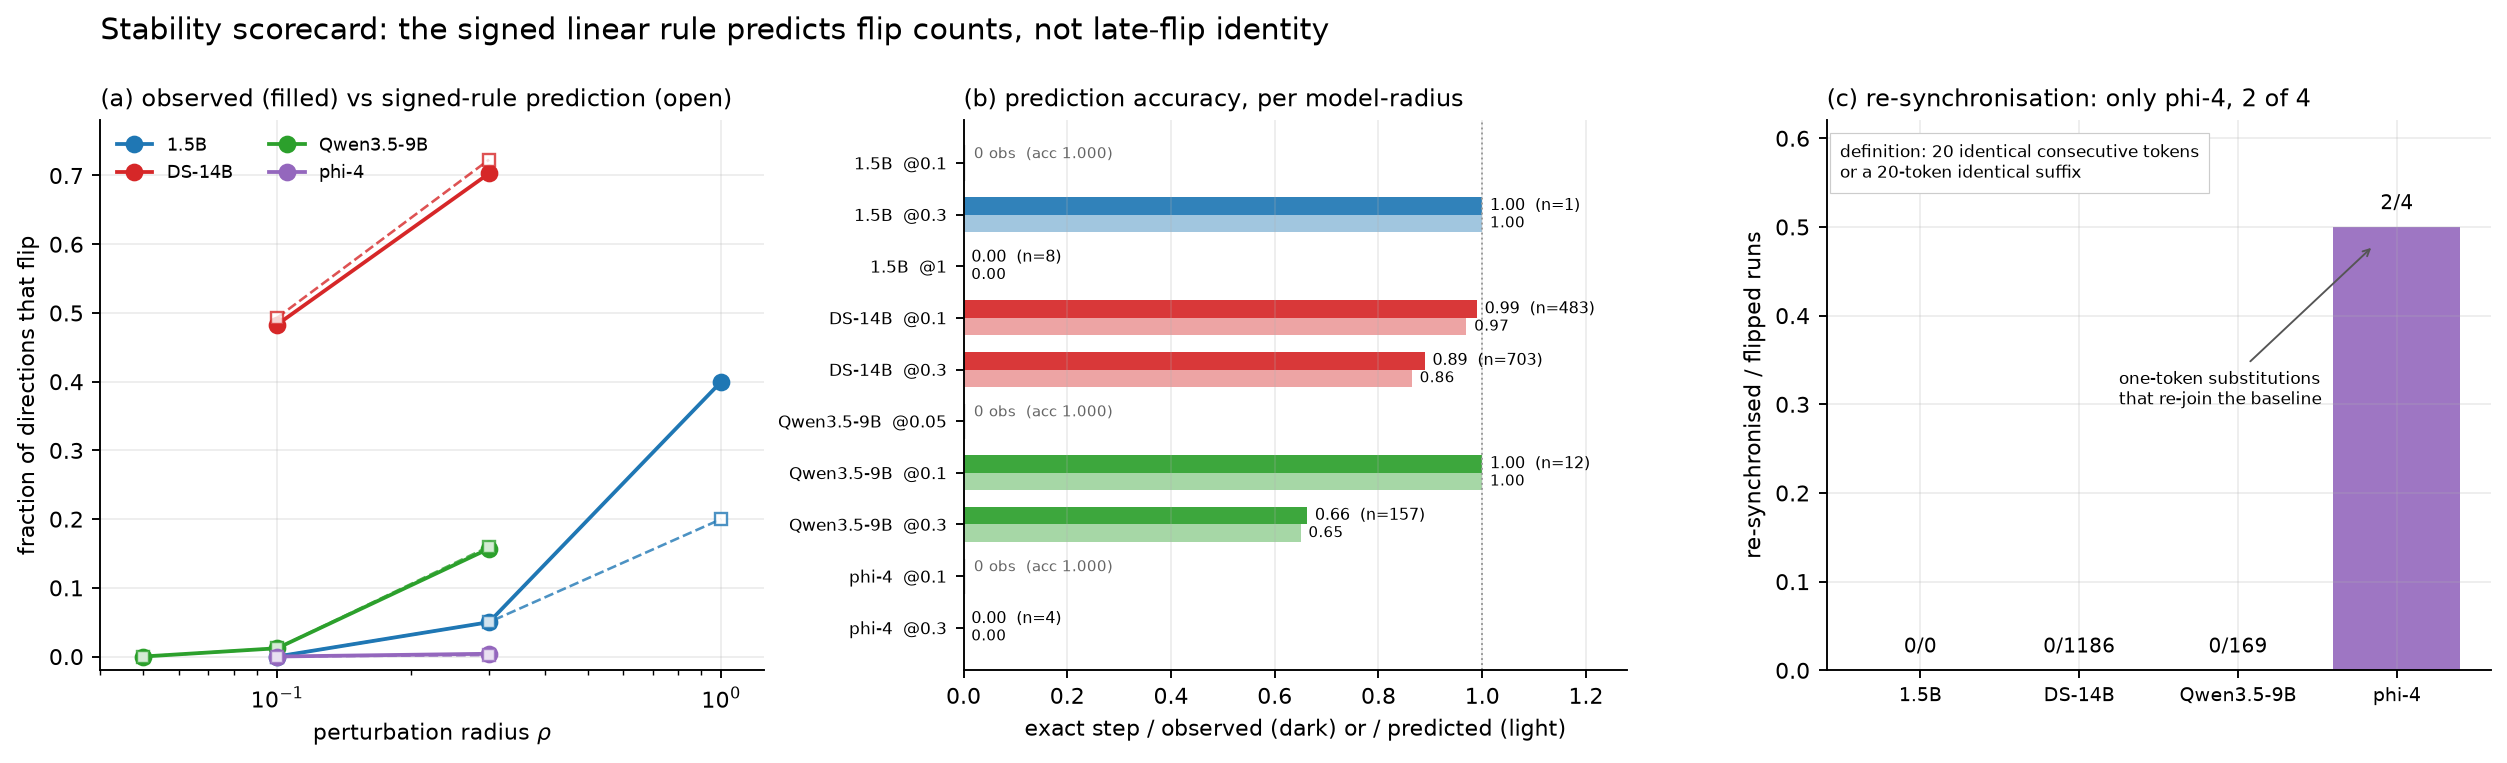 Stability scorecard: the signed linear rule predicts flip counts, not late-flip identity
(a) observed (filled) vs signed-rule prediction (open)
1.5B
DS-14B
Qwen3.5-9B
phi-4
fraction of directions that flip
0.7
0.6
0.5
0.4
0.3
0.2
0.1
0.0
10⁻¹
10⁰
perturbation radius ρ
(b) prediction accuracy, per model-radius
1.5B @0.1
0 obs (acc 1.000)
1.5B @0.3
1.00 (n=1)
1.00
1.5B @1
0.00 (n=8)
0.00
DS-14B @0.1
0.99 (n=483)
0.97
DS-14B @0.3
0.89 (n=703)
0.86
Qwen3.5-9B @0.05
0 obs (acc 1.000)
Qwen3.5-9B @0.1
1.00 (n=12)
1.00
Qwen3.5-9B @0.3
0.66 (n=157)
0.65
phi-4 @0.1
0 obs (acc 1.000)
phi-4 @0.3
0.00 (n=4)
0.00
0.0
0.2
0.4
0.6
0.8
1.0
1.2
exact step / observed (dark) or / predicted (light)
(c) re-synchronisation: only phi-4, 2 of 4
definition: 20 identical consecutive tokens
or a 20-token identical suffix
re-synchronised / flipped runs
0.6
0.5
0.4
0.3
0.2
0.1
0.0
2/4
one-token substitutions
that re-join the baseline
0/0
0/1186
0/169
1.5B
DS-14B
Qwen3.5-9B
phi-4